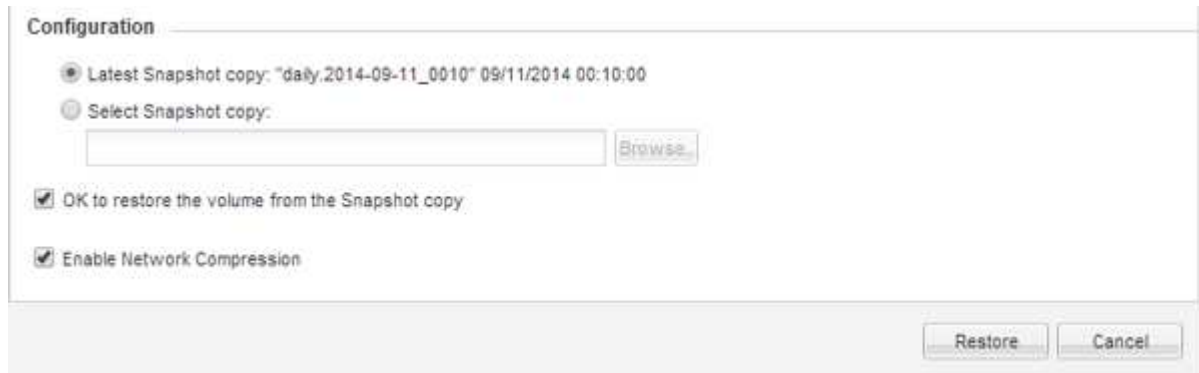 Configuration
Latest Snapshot copy: "daily.2014-09-11_0010" 09/11/2014 00:10:00
Select Snapshot copy:
Browse...
OK to restore the volume from the Snapshot copy
Enable Network Compression
Restore Cancel